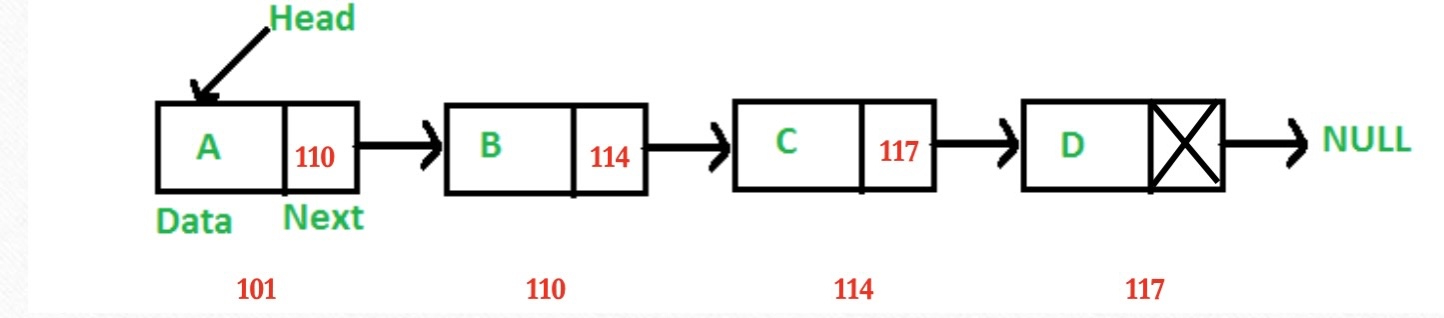 Head
A 110 B 114 C 117 D NULL
Data Next
101 110 114 117